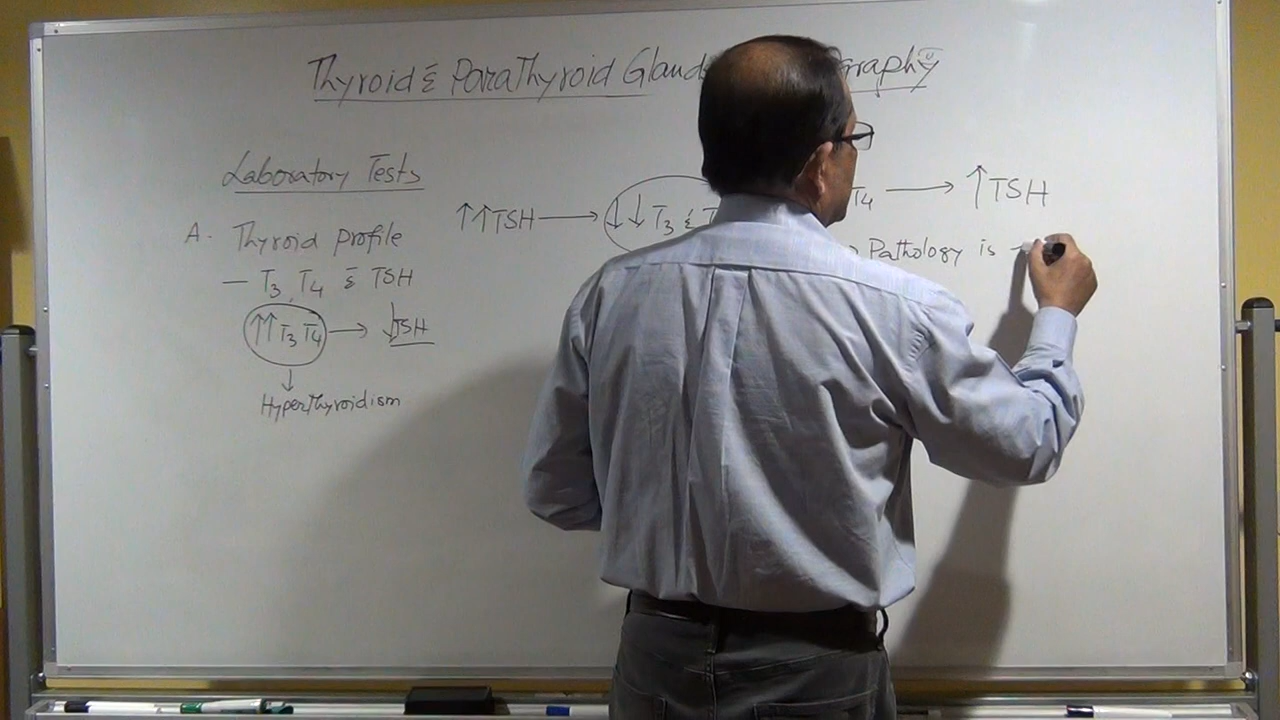 Thyroid & ParaThyroid Gland graphy
Laboratory Tests
A. Thyroid profile
— T3, T4 & TSH
↑↑ T3 T4 → ↓TSH
↓
Hyperthyroidism
↑↑TSH → ↓↓ T3 & T
T4 → ↑TSH
Pathology is